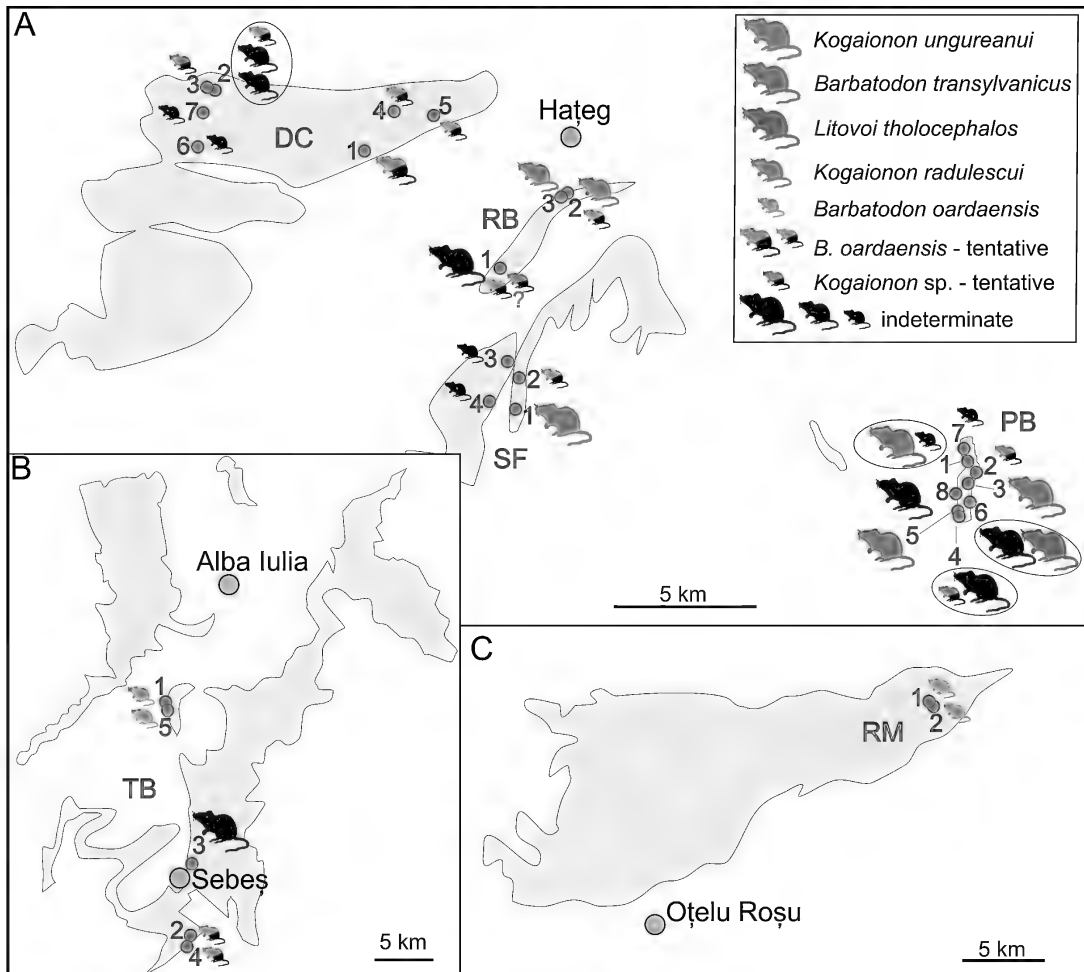 A
Kogaionon ungureanui
Barbatodon transylvanicus
Litovoi tholocephalos
Kogaionon radulescui
Barbatodon oardaensis
B. oardaensis - tentative
Kogaionon sp. - tentative
indeterminate
3 2
7
6
DC
4 5
1
Hațeg
RB
3 2
1
?
3
2
4
1
SF
PB
7
1 2
8 3
5 6
4
5 km
B
Alba Iulia
1
5
TB
3
Sebeș
2
4
5 km
C
RM
1
2
Oțelu Roșu
5 km